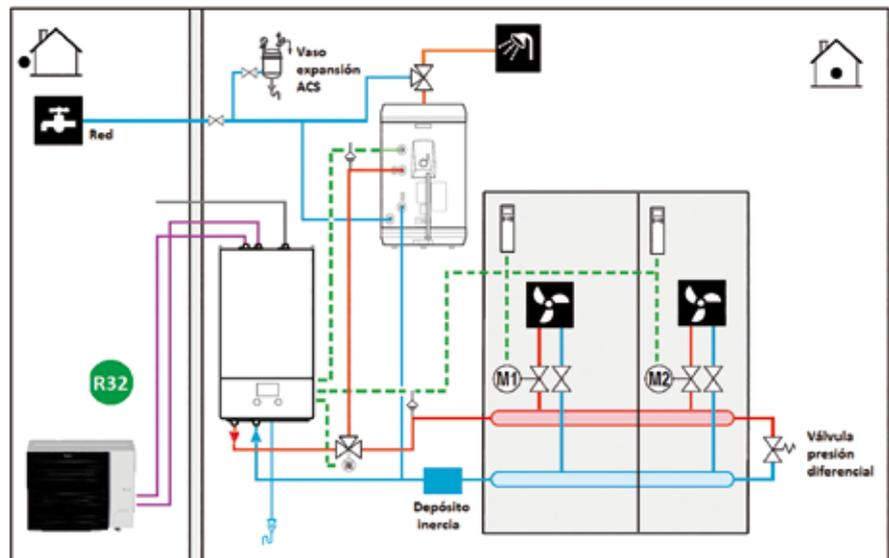 Vaso
expansión
ACS
Red
R32
M1
M2
Válvula
presión
diferencial
Depósito
inercia